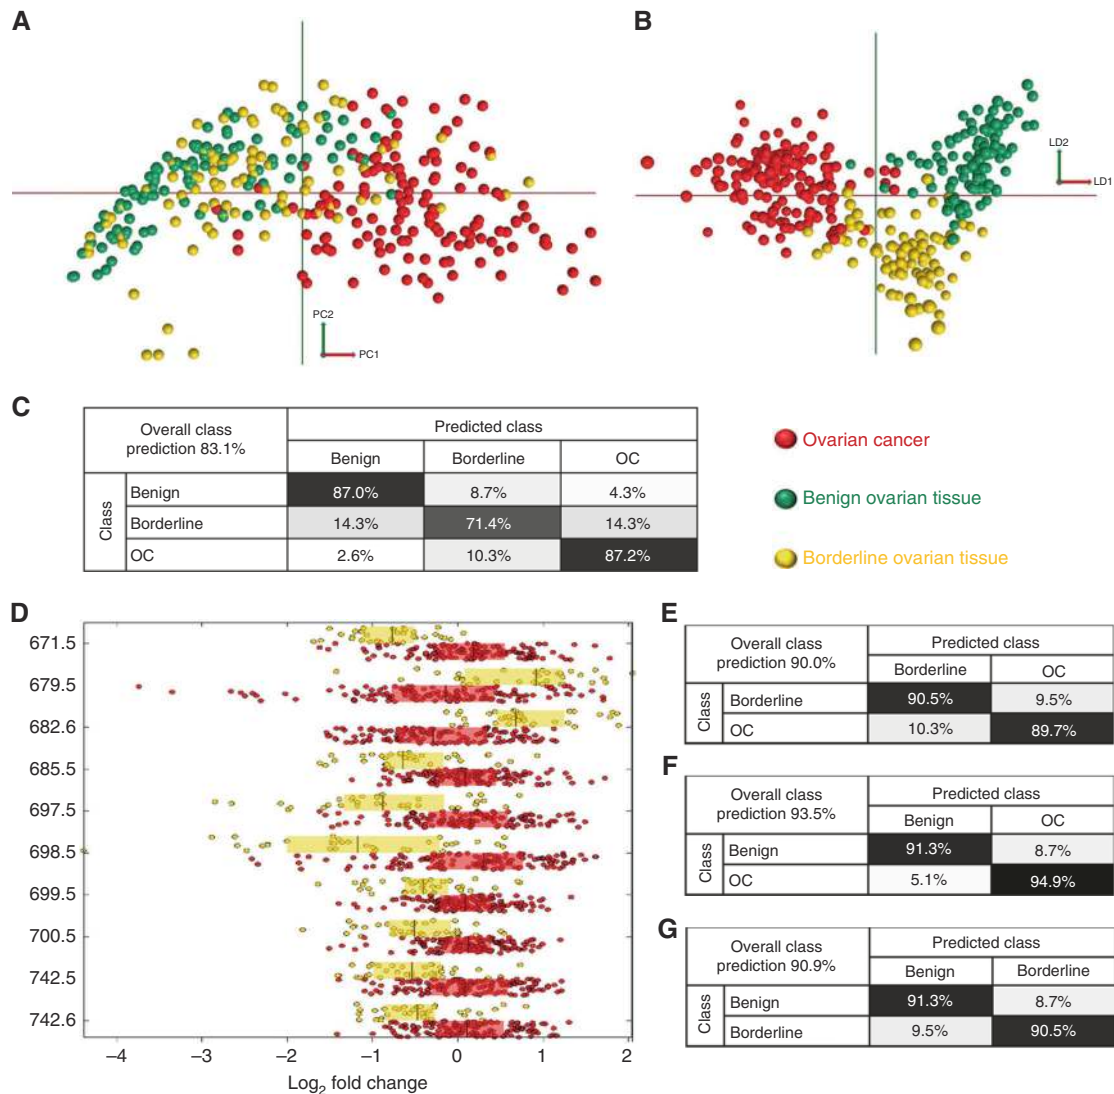 A
B
PC2
PC1
LD2
LD1
C
Overall class
prediction 83.1%
Predicted class
Benign Borderline OC
Class
Benign 87.0% 8.7% 4.3%
Borderline 14.3% 71.4% 14.3%
OC 2.6% 10.3% 87.2%
Ovarian cancer
Benign ovarian tissue
Borderline ovarian tissue
D
671.5
679.5
682.6
685.5
697.5
698.5
699.5
700.5
742.5
742.6
–4 –3 –2 –1 0 1 2
Log2 fold change
E
Overall class
prediction 90.0%
Predicted class
Borderline OC
Class
Borderline 90.5% 9.5%
OC 10.3% 89.7%
F
Overall class
prediction 93.5%
Predicted class
Benign OC
Class
Benign 91.3% 8.7%
OC 5.1% 94.9%
G
Overall class
prediction 90.9%
Predicted class
Benign Borderline
Class
Benign 91.3% 8.7%
Borderline 9.5% 90.5%